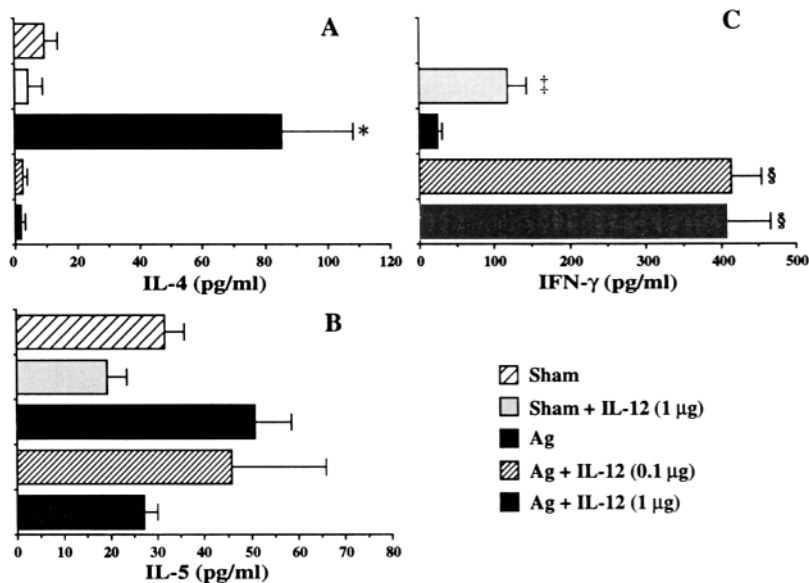 A
*
0 20 40 60 80 100 120
IL-4 (pg/ml)
C
‡
§
§
0 100 200 300 400 500
IFN-γ (pg/ml)
B
0 10 20 30 40 50 60 70 80
IL-5 (pg/ml)
Sham
Sham + IL-12 (1 μg)
Ag
Ag + IL-12 (0.1 μg)
Ag + IL-12 (1 μg)